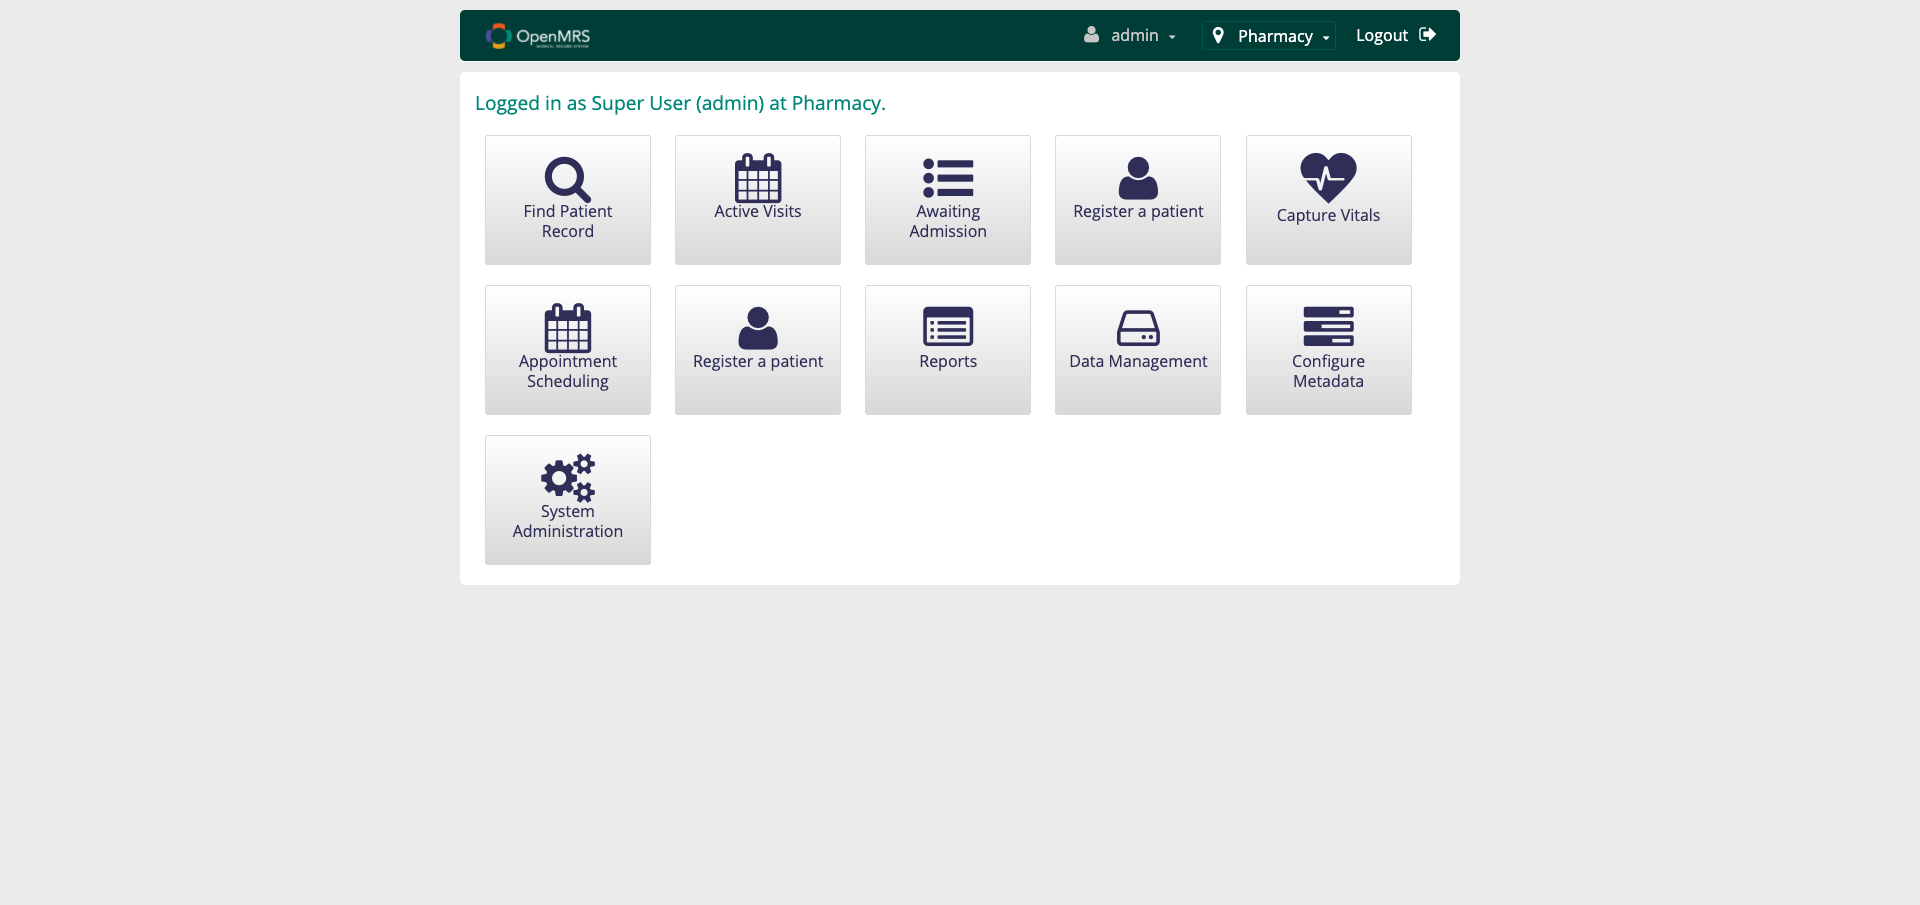 OpenMRS
admin
Pharmacy
Logout
Logged in as Super User (admin) at Pharmacy.
Find Patient
Record
Active Visits
Awaiting
Admission
Register a patient
Capture Vitals
Appointment
Scheduling
Register a patient
Reports
Data Management
Configure
Metadata
System
Administration